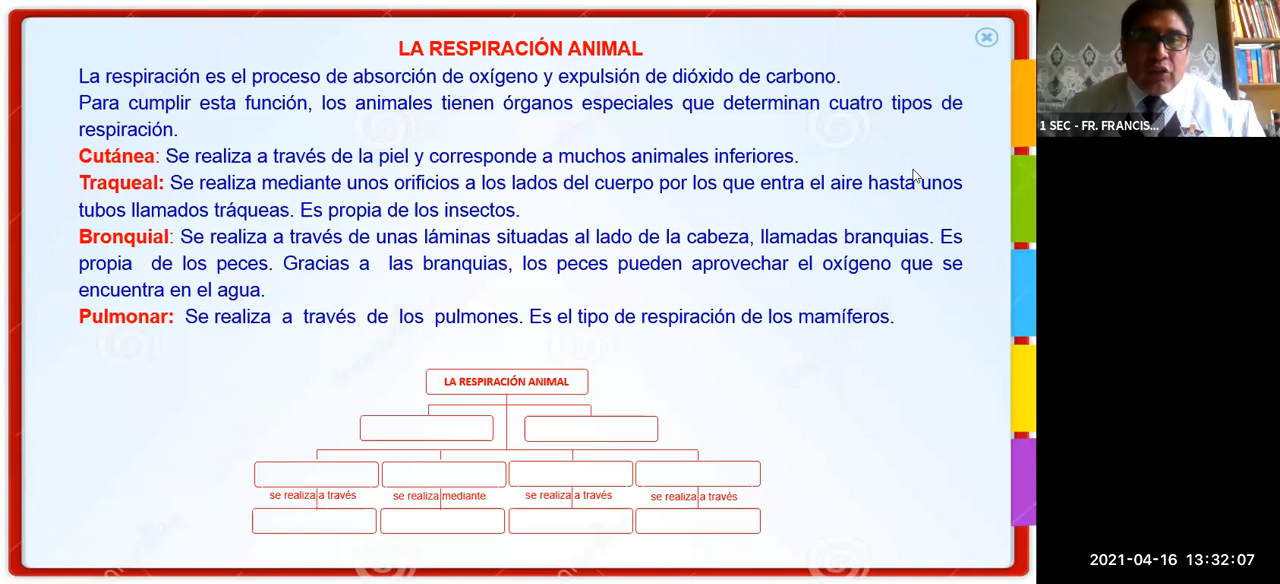 LA RESPIRACIÓN ANIMAL
La respiración es el proceso de absorción de oxígeno y expulsión de dióxido de carbono.
Para cumplir esta función, los animales tienen órganos especiales que determinan cuatro tipos de
respiración.
Cutánea: Se realiza a través de la piel y corresponde a muchos animales inferiores.
Traqueal: Se realiza mediante unos orificios a los lados del cuerpo por los que entra el aire hasta unos
tubos llamados tráqueas. Es propia de los insectos.
Bronquial: Se realiza a través de unas láminas situadas al lado de la cabeza, llamadas branquias. Es
propia de los peces. Gracias a las branquias, los peces pueden aprovechar el oxígeno que se
encuentra en el agua.
Pulmonar: Se realiza a través de los pulmones. Es el tipo de respiración de los mamíferos.
LA RESPIRACIÓN ANIMAL
se realiza a través
se realiza mediante
se realiza a través
se realiza a través
1 SEC - FR. FRANCIS...
2021-04-16 13:32:07